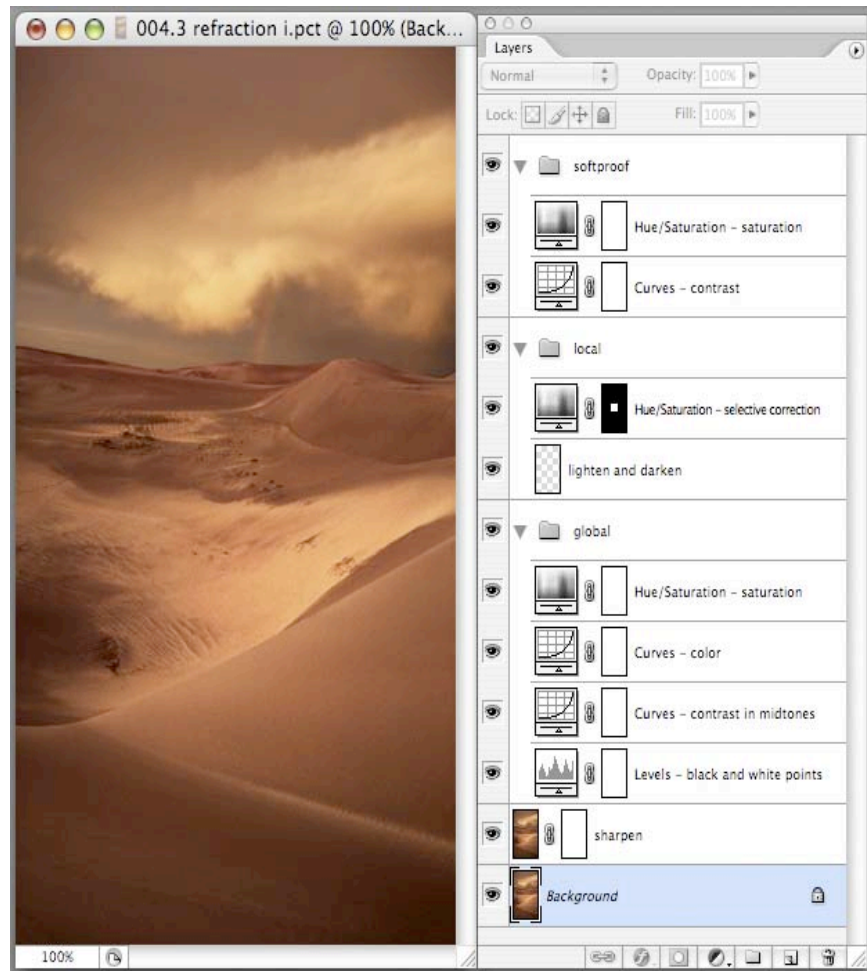 004.3 refraction i.pct @ 100% (Back...
Layers
Normal
Opacity: 100%
Lock:
Fill: 100%
softproof
Hue/Saturation – saturation
Curves – contrast
local
Hue/Saturation – selective correction
lighten and darken
global
Hue/Saturation – saturation
Curves – color
Curves – contrast in midtones
Levels – black and white points
sharpen
Background
100%